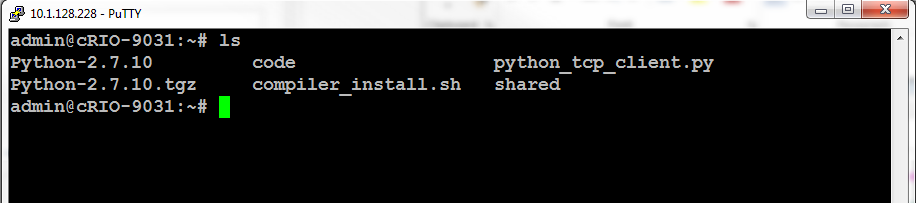 10.1.128.228 - PuTTY
admin@cRIO-9031:~# ls
Python-2.7.10 code python_tcp_client.py
Python-2.7.10.tgz compiler_install.sh shared
admin@cRIO-9031:~#